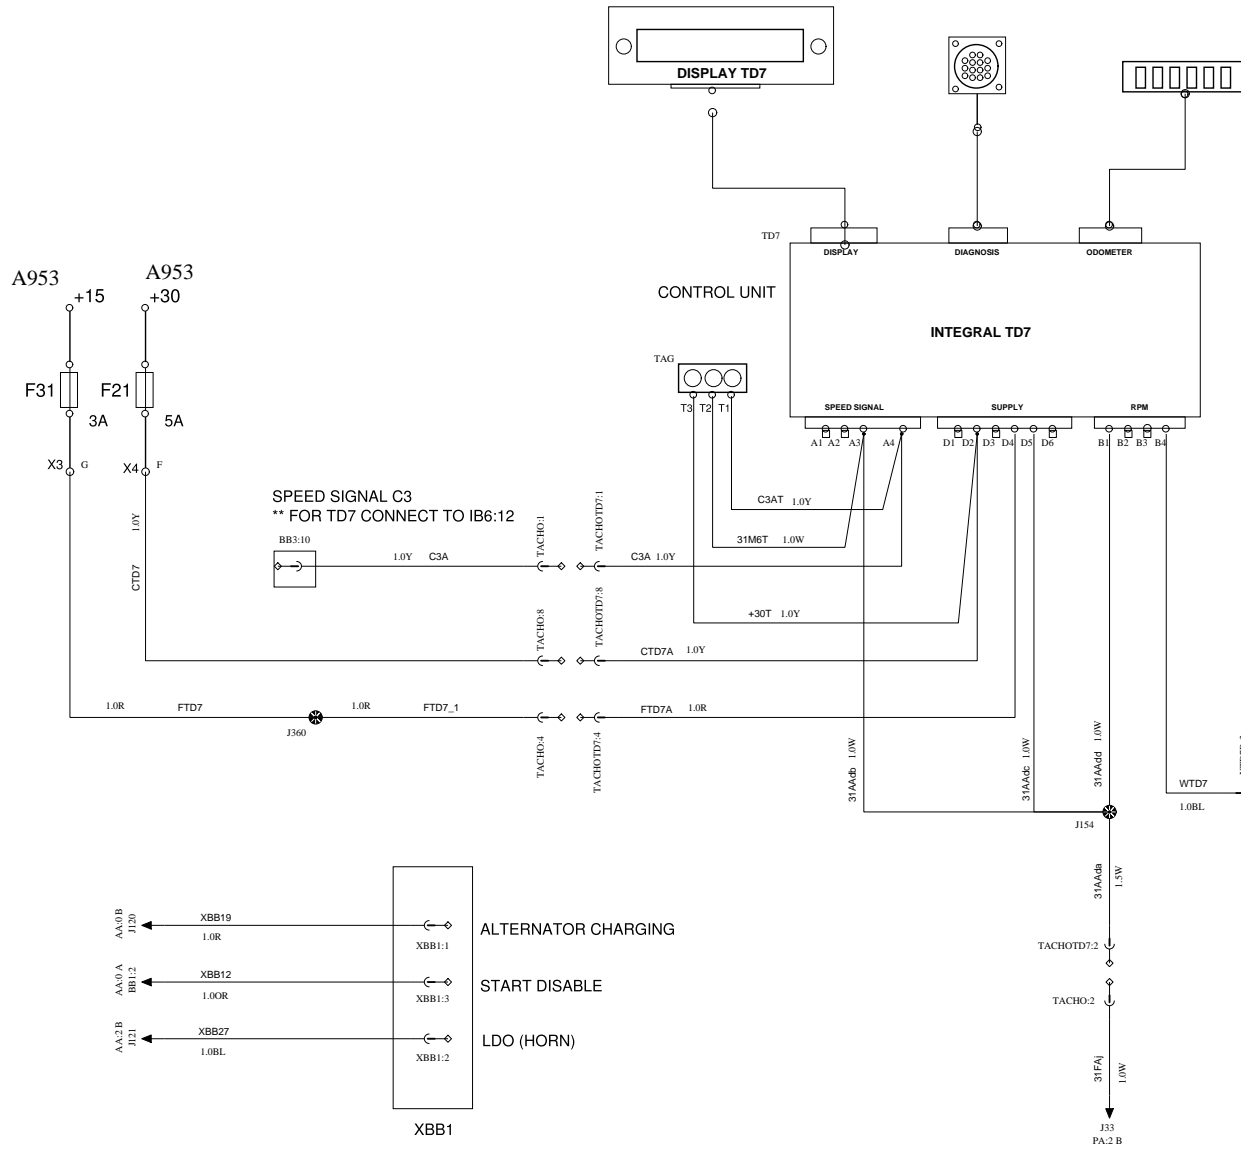 DISPLAY TD7
TD7
DISPLAY
DIAGNOSIS
ODOMETER
A953
A953
+15
+30
CONTROL UNIT
INTEGRAL TD7
TAG
F31
F21
3A
5A
T3
T2
T1
SPEED SIGNAL
SUPPLY
RPM
A1
A2
A3
A4
D1
D2
D3
D4
D5
D6
B1
B2
B3
B4
X3
G
X4
F
SPEED SIGNAL C3
** FOR TD7 CONNECT TO IB6:12
C3AT 1.0Y
1.0Y
CTD7
BB3:10
31M6T 1.0W
1.0Y C3A
TACHO:1
TACHOTD7:1
C3A 1.0Y
TACHO:8
TACHOTD7:8
+30T 1.0Y
CTD7A 1.0Y
1.0R
FTD7
J360
1.0R
FTD7_1
TACHO:4
TACHOTD7:4
FTD7A 1.0R
31AAdb 1.0W
31AAdc 1.0W
31AAdd 1.0W
WTD7
1.0BL
J154
31AAda
1.5W
AA:0 B
J120
XBB19
1.0R
XBB1:1
ALTERNATOR CHARGING
TACHOTD7:2
AA:0 A
BB1:2
XBB12
1.0OR
XBB1:3
START DISABLE
TACHO:2
AA:2 B
J121
XBB27
1.0BL
XBB1:2
LDO (HORN)
31FAj
1.0W
XBB1
J33
PA:2 B